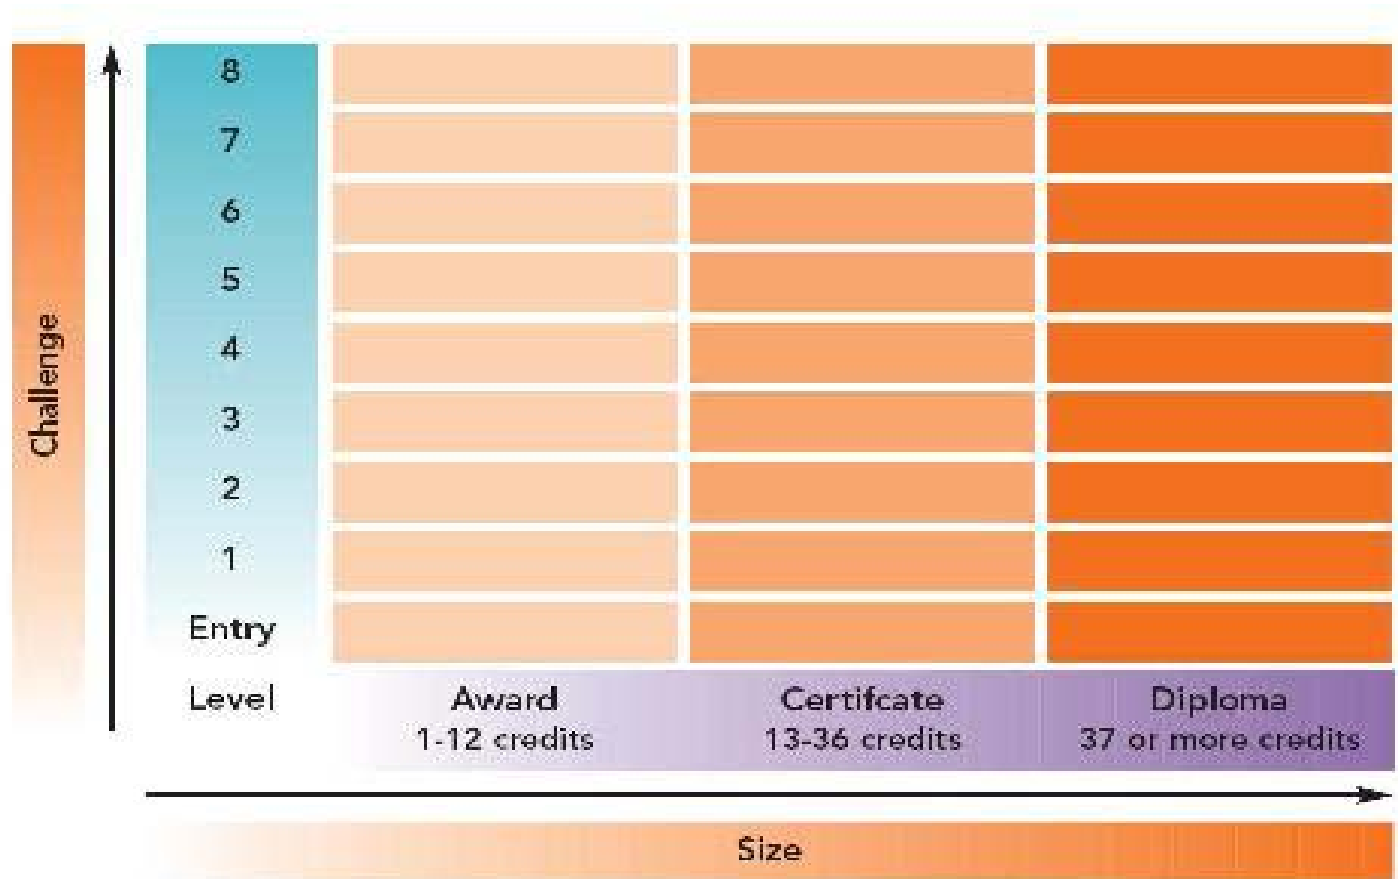 Challenge
8
7
6
5
4
3
2
1
Entry
Level
Award
1-12 credits
Certifcate
13-36 credits
Diploma
37 or more credits
Size